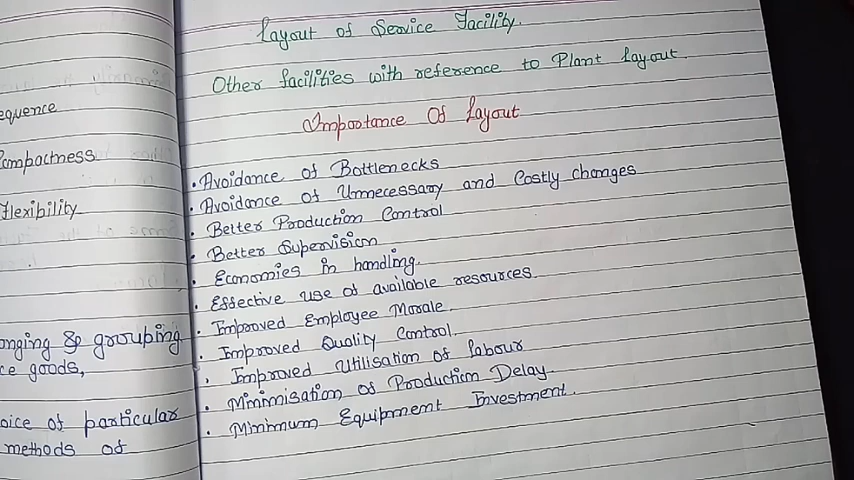 equence
ompactness
Flexibility
onging & grouping
ce goods,
oice of particular
methods of
Layout of Service Facility.
Other facilities with reference to Plant layout.
Importance Of Layout
• Avoidance of Bottlenecks
• Avoidance of Unnecessary and Costly changes
• Better Production Control
• Better Supervision
• Economies in handling.
• Effective use of available resources.
• Improved Employee Morale.
• Improved Quality Control.
• Improved Utilisation of labour
• Minimisation of Production Delay.
• Minimum Equipment Investment.